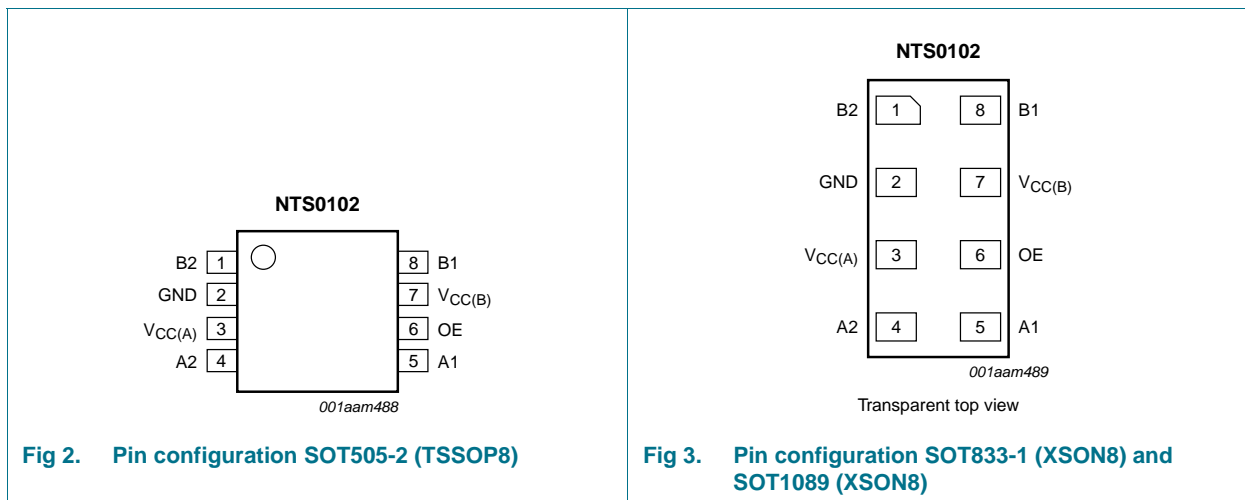 NTS0102
B2 1 8 B1
GND 2 7 VCC(B)
VCC(A) 3 6 OE
A2 4 5 A1
001aam488
Fig 2. Pin configuration SOT505-2 (TSSOP8)
NTS0102
B2 1 8 B1
GND 2 7 VCC(B)
VCC(A) 3 6 OE
A2 4 5 A1
001aam489
Transparent top view
Fig 3. Pin configuration SOT833-1 (XSON8) and
SOT1089 (XSON8)